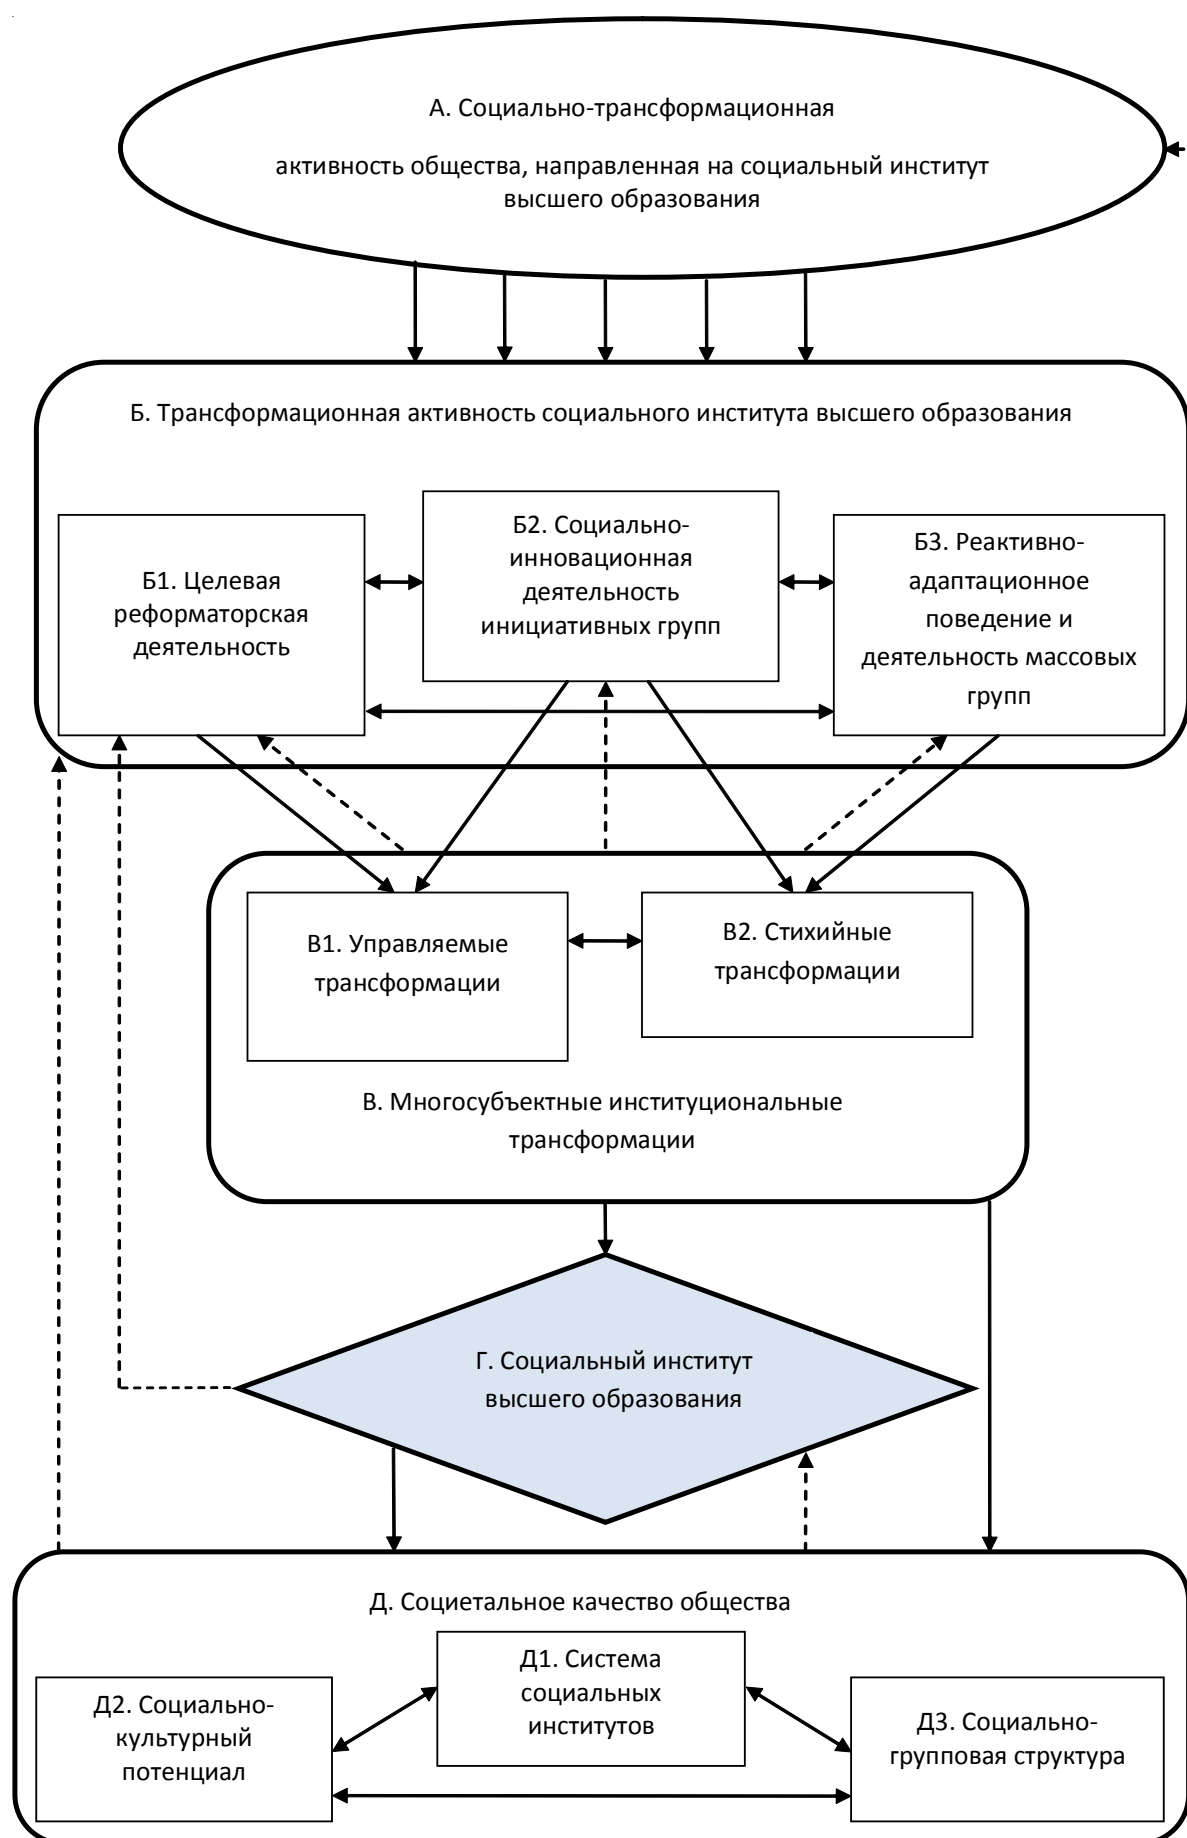 А. Социально-трансформационная
активность общества, направленная на социальный институт
высшего образования
Б. Трансформационная активность социального института высшего образования
Б1. Целевая
реформаторская
деятельность
Б2. Социально-
инновационная
деятельность
инициативных групп
Б3. Реактивно-
адаптационное
поведение и
деятельность массовых
групп
В1. Управляемые
трансформации
В2. Стихийные
трансформации
В. Многосубъектные институциональные
трансформации
Г. Социальный институт
высшего образования
Д. Социетальное качество общества
Д2. Социально-
культурный
потенциал
Д1. Система
социальных
институтов
Д3. Социально-
групповая структура